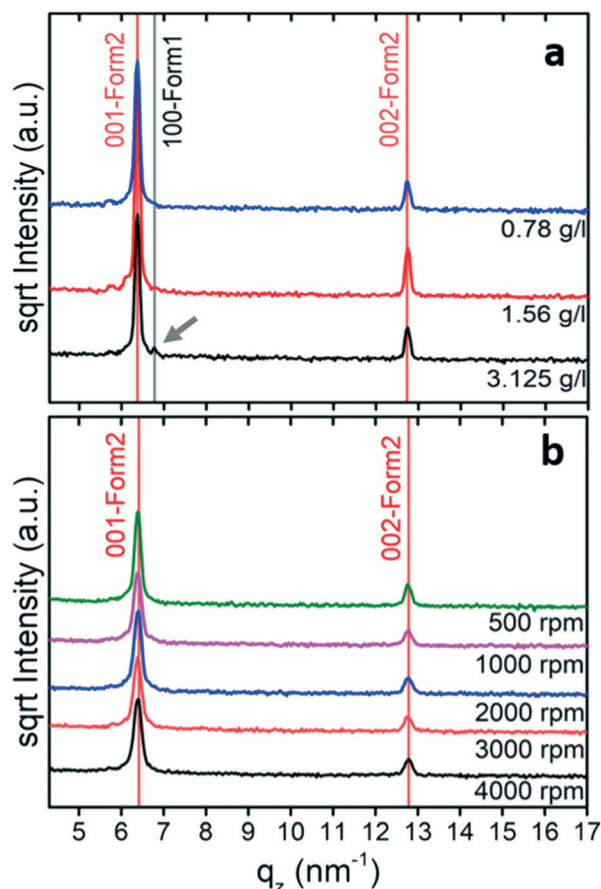 a
001-Form2
100-Form1
002-Form2
sqrt Intensity (a.u.)
0.78 g/l
1.56 g/l
3.125 g/l
b
001-Form2
002-Form2
sqrt Intensity (a.u.)
500 rpm
1000 rpm
2000 rpm
3000 rpm
4000 rpm
5 6 7 8 9 10 11 12 13 14 15 16 17
q_z (nm⁻¹)